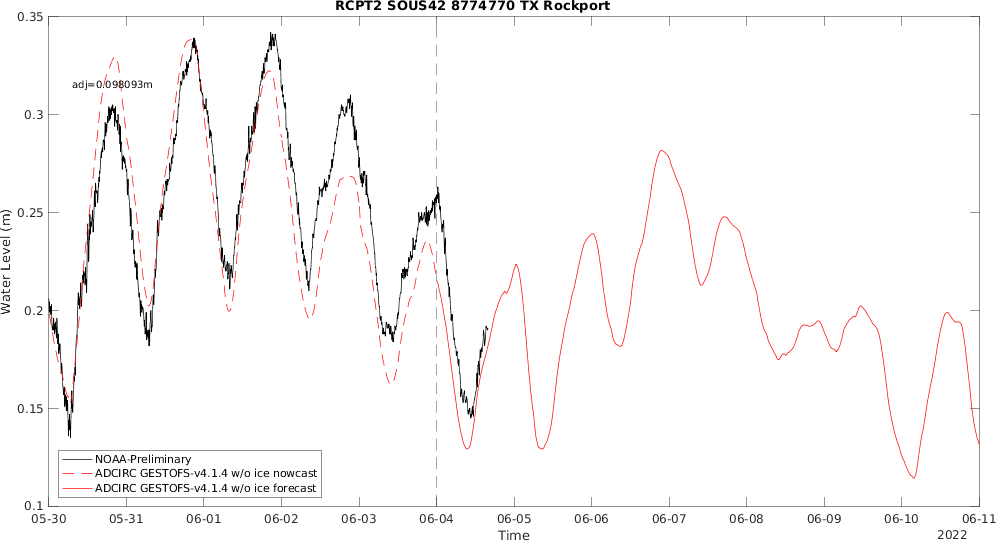 RCPT2 SOUS42 8774770 TX Rockport
adj=0.098093m
Water Level (m)
0.35
0.3
0.25
0.2
0.15
0.1
NOAA-Preliminary
ADCIRC GESTOFS-v4.1.4 w/o ice nowcast
ADCIRC GESTOFS-v4.1.4 w/o ice forecast
05-30 05-31 06-01 06-02 06-03 06-04 06-05 06-06 06-07 06-08 06-09 06-10 06-11
Time
2022